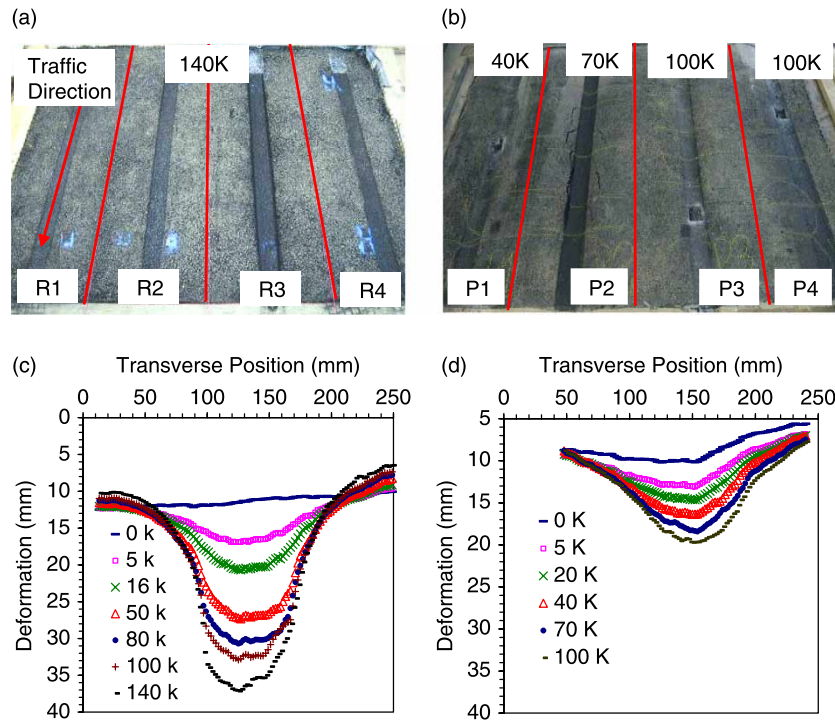 (a)
Traffic
Direction
140K
R1
R2
R3
R4
(b)
40K
70K
100K
100K
P1
P2
P3
P4
(c)
Transverse Position (mm)
0 50 100 150 200 250
0
5
10
15
20
25
30
35
40
Deformation (mm)
0 k
5 k
16 k
50 k
80 k
100 k
140 k
(d)
Transverse Position (mm)
0 50 100 150 200 250
5
10
15
20
25
30
35
40
Deformation (mm)
0 K
5 K
20 K
40 K
70 K
100 K